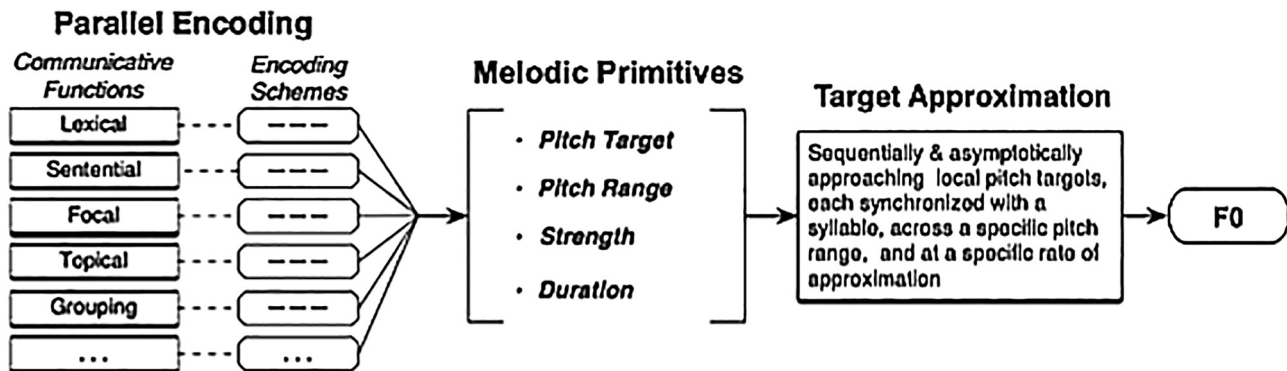 Parallel Encoding
Communicative
Functions
Encoding
Schemes
Lexical
---
Sentential
---
Focal
---
Topical
---
Grouping
---
...
...
Melodic Primitives
• Pitch Target
• Pitch Range
• Strength
• Duration
Target Approximation
Sequentially & asymptotically
approaching local pitch targets,
each synchronized with a
syllable, across a specific pitch
range, and at a specific rate of
approximation
F0